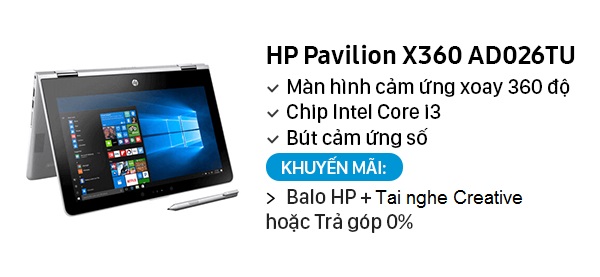 HP Pavilion X360 AD026TU
Màn hình cảm ứng xoay 360 độ
Chip Intel Core i3
Bút cảm ứng số
KHUYẾN MÃI:
> Balo HP + Tai nghe Creative
hoặc Trả góp 0%